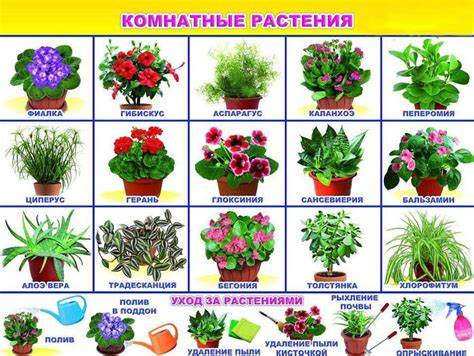 КОМНАТНЫЕ РАСТЕНИЯ
ФИАЛКА
ГИБИСКУС
АСПАРАГУС
КАЛАНХОЭ
ПЕПЕРОМИЯ
ЦИПЕРУС
ГЕРАНЬ
ГЛОКСИНИЯ
САНСЕВИЕРИЯ
БАЛЬЗАМИН
АЛОЭ ВЕРА
ТРАДЕСКАНЦИЯ
БЕГОНИЯ
ТОЛСТЯНКА
ХЛОРОФИТУМ
УХОД ЗА РАСТЕНИЯМИ
ПОЛИВ
ПОЛИВ
В ПОДДОН
УДАЛЕНИЕ ПЫЛИ
УДАЛЕНИЕ ПЫЛИ
КИСТОЧКОЙ
РЫХЛЕНИЕ
ПОЧВЫ
ОПРЫСКИВАНИЕ